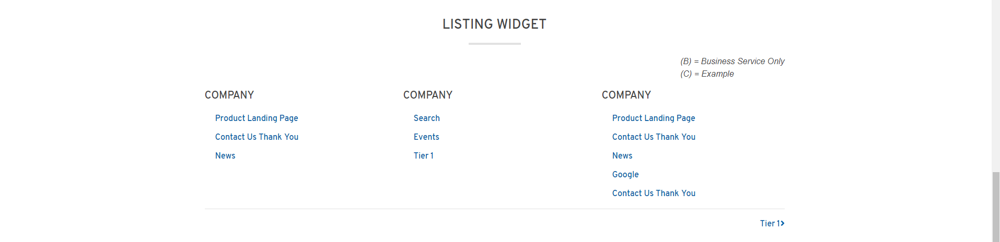 LISTING WIDGET
(B) = Business Service Only
(C) = Example
COMPANY
Product Landing Page
Contact Us Thank You
News
COMPANY
Search
Events
Tier 1
COMPANY
Product Landing Page
Contact Us Thank You
News
Google
Contact Us Thank You
Tier 1